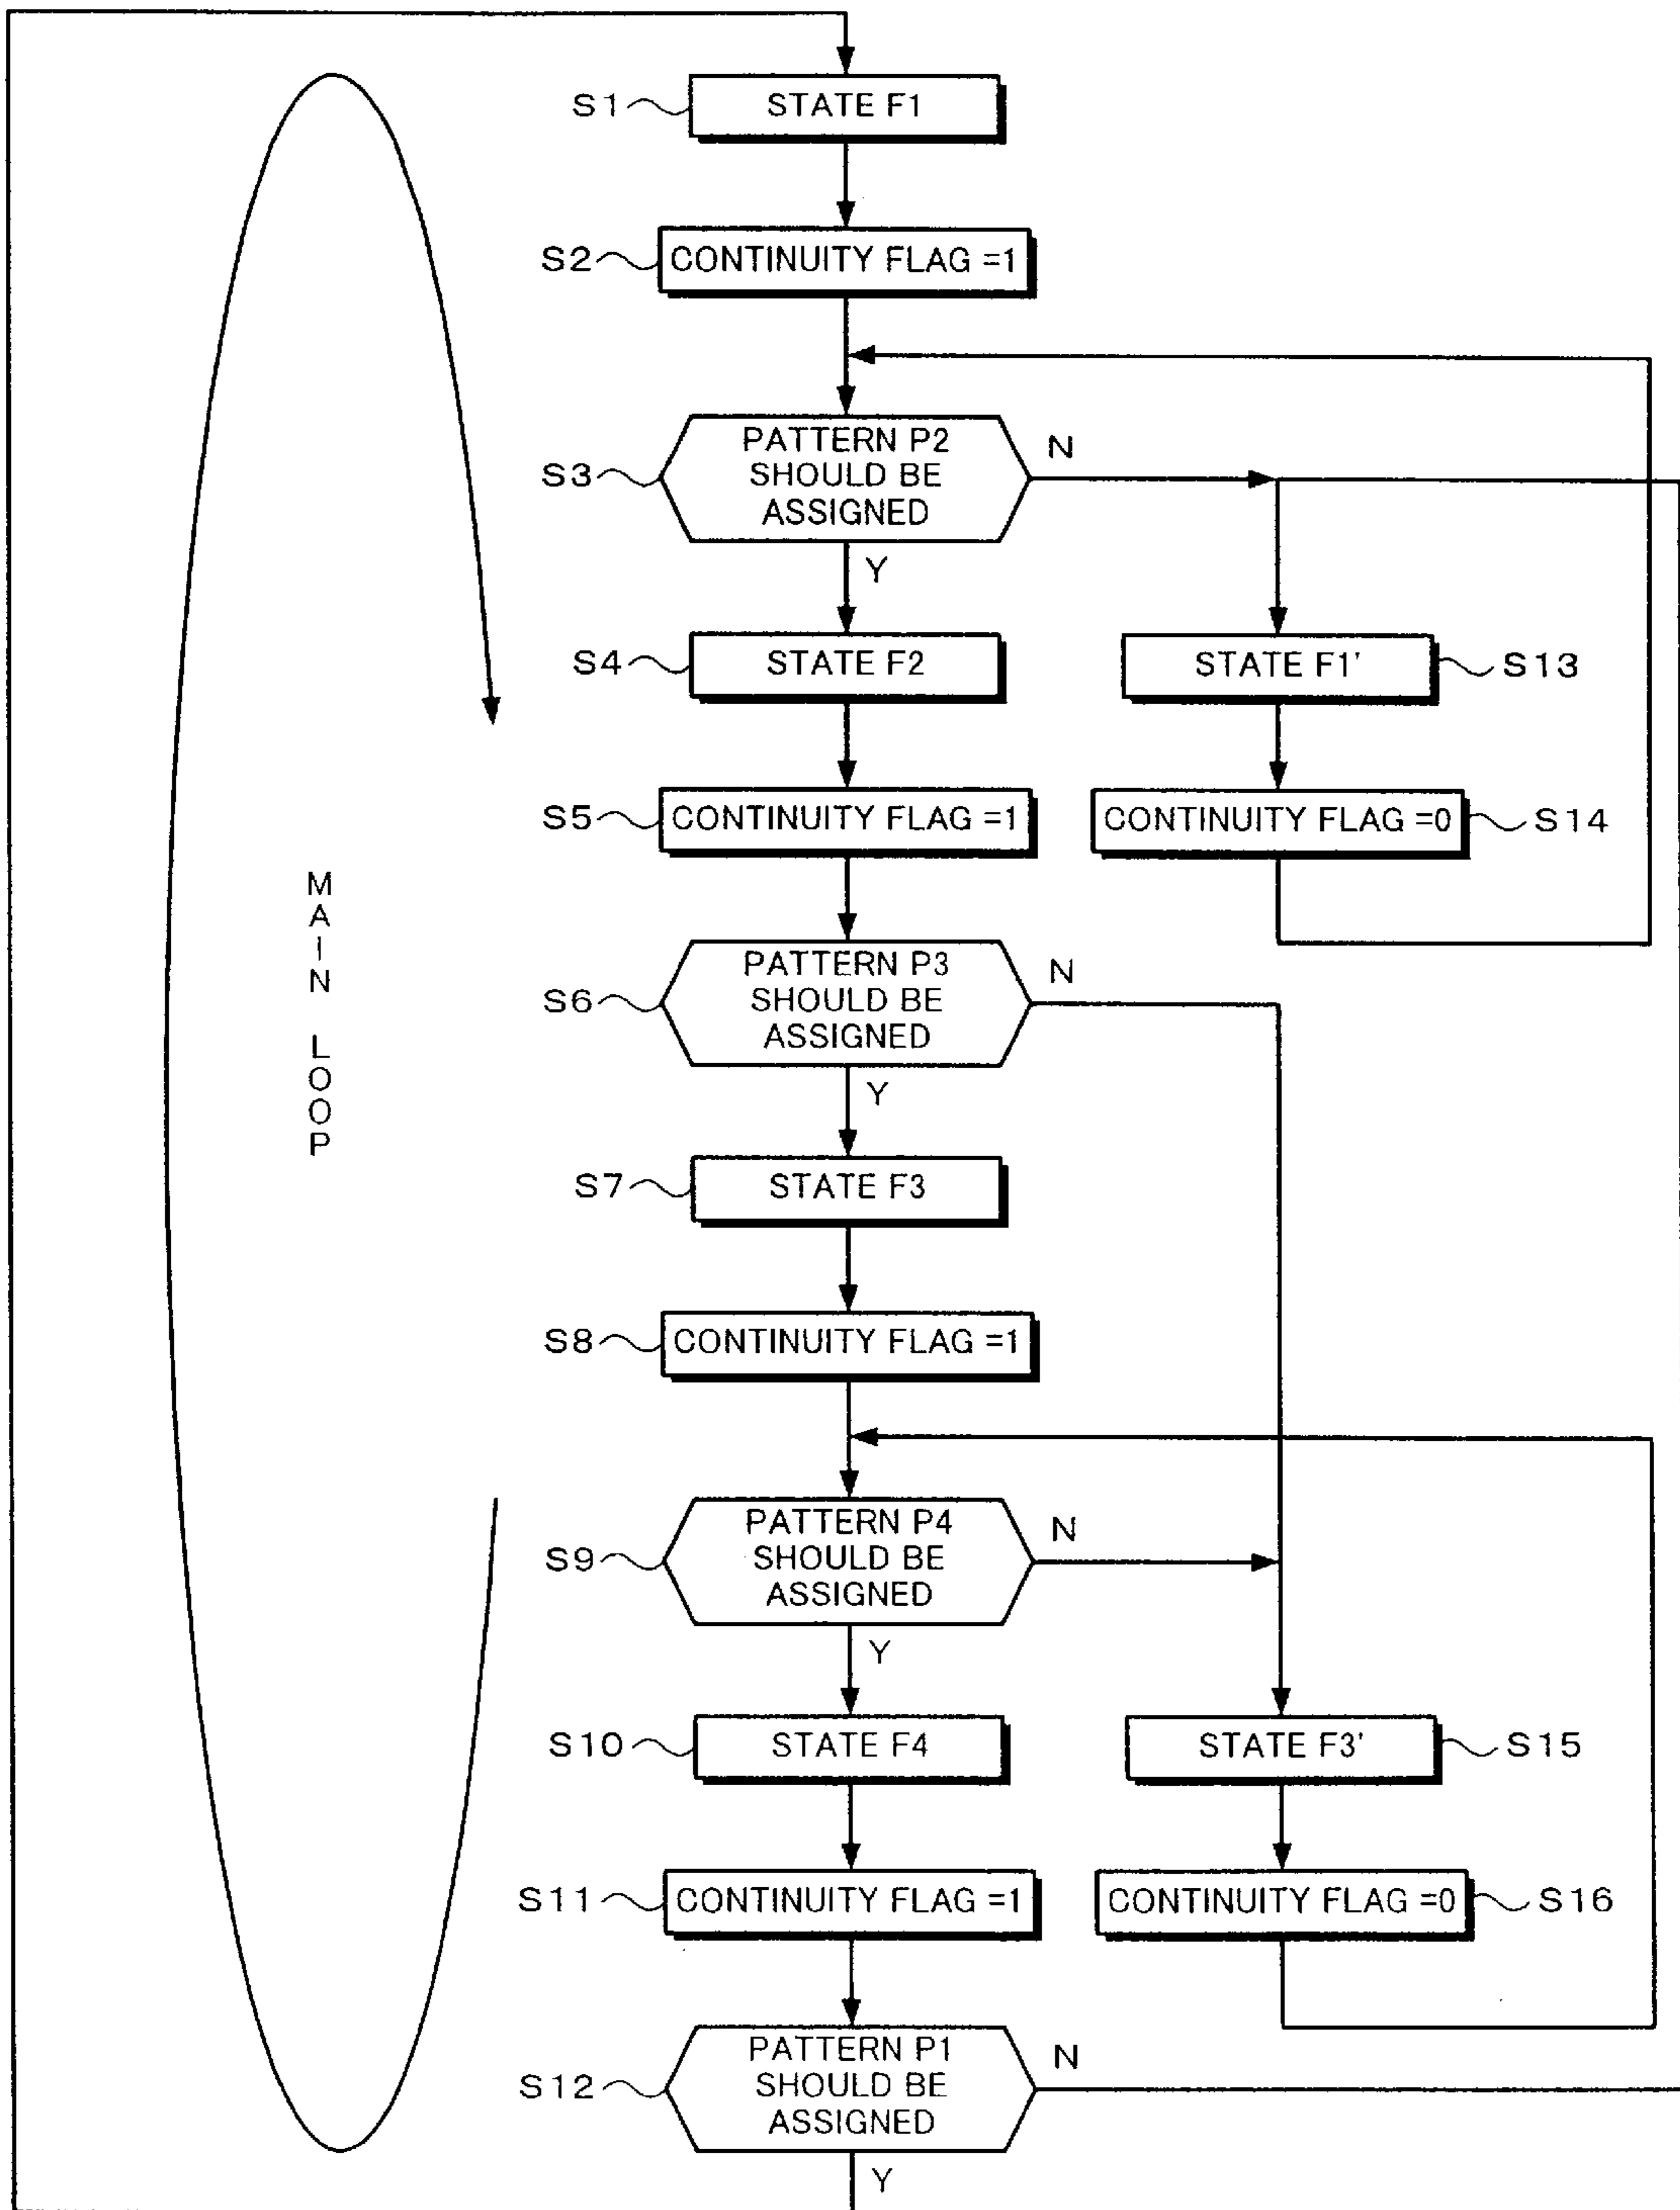 S1
STATE F1
S2
CONTINUITY FLAG =1
S3
PATTERN P2
SHOULD BE
ASSIGNED
N
Y
S4
STATE F2
STATE F1'
S13
S5
CONTINUITY FLAG =1
CONTINUITY FLAG =0
S14
MAIN LOOP
S6
PATTERN P3
SHOULD BE
ASSIGNED
N
Y
S7
STATE F3
S8
CONTINUITY FLAG =1
S9
PATTERN P4
SHOULD BE
ASSIGNED
N
Y
S10
STATE F4
STATE F3'
S15
S11
CONTINUITY FLAG =1
CONTINUITY FLAG =0
S16
S12
PATTERN P1
SHOULD BE
ASSIGNED
N
Y